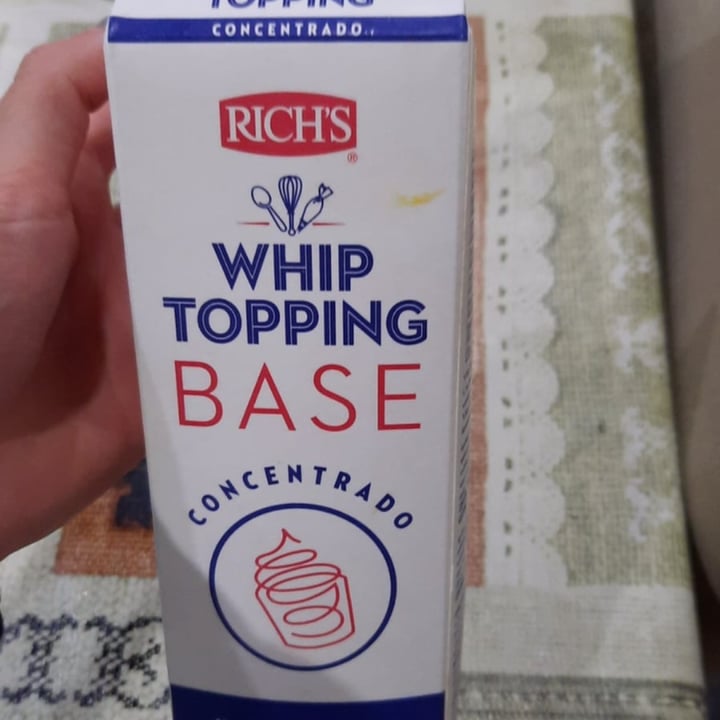 TOPPING
CONCENTRADO
RICH'S
®
WHIP
TOPPING
BASE
CONCENTRADO